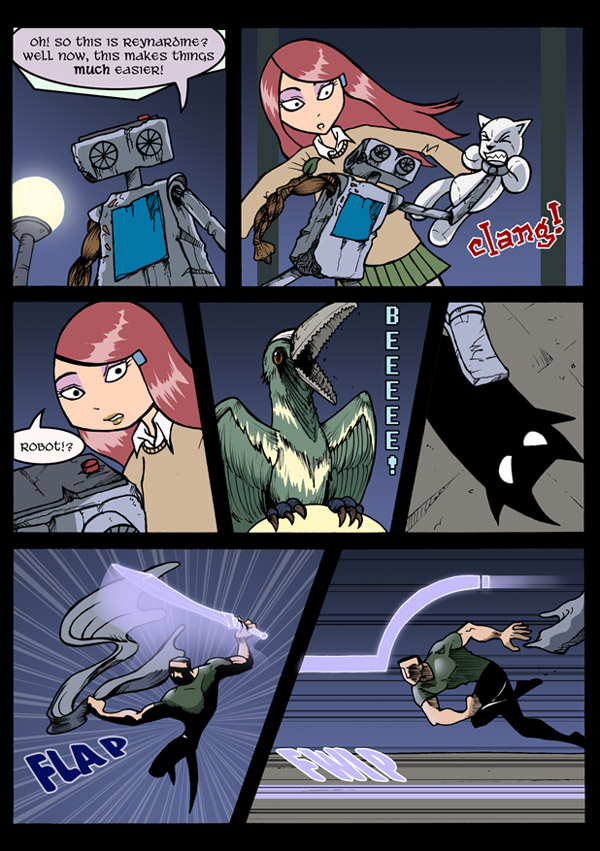 Oh! So this is Reynardine?
Well now, this makes things
much easier!
clang!
Robot!?
BEEEEEE!
FLAP
FWIP